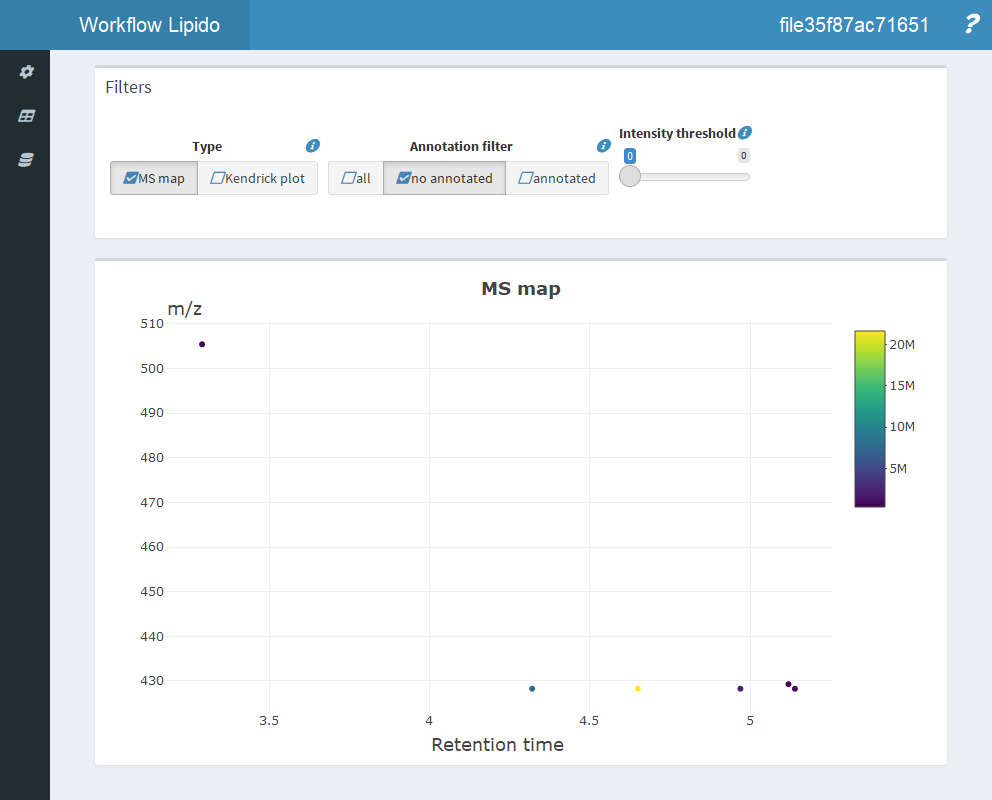 Workflow Lipido
file35f87ac71651
?
Filters
Type
Annotation filter
Intensity threshold
MS map
Kendrick plot
all
no annotated
annotated
0
0
MS map
m/z
510
500
490
480
470
460
450
440
430
3.5
4
4.5
5
Retention time
20M
15M
10M
5M